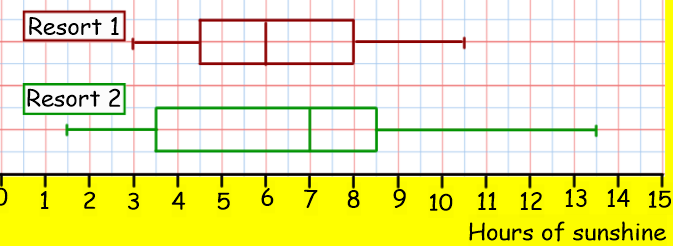 Resort 1
Resort 2
0 1 2 3 4 5 6 7 8 9 10 11 12 13 14 15
Hours of sunshine